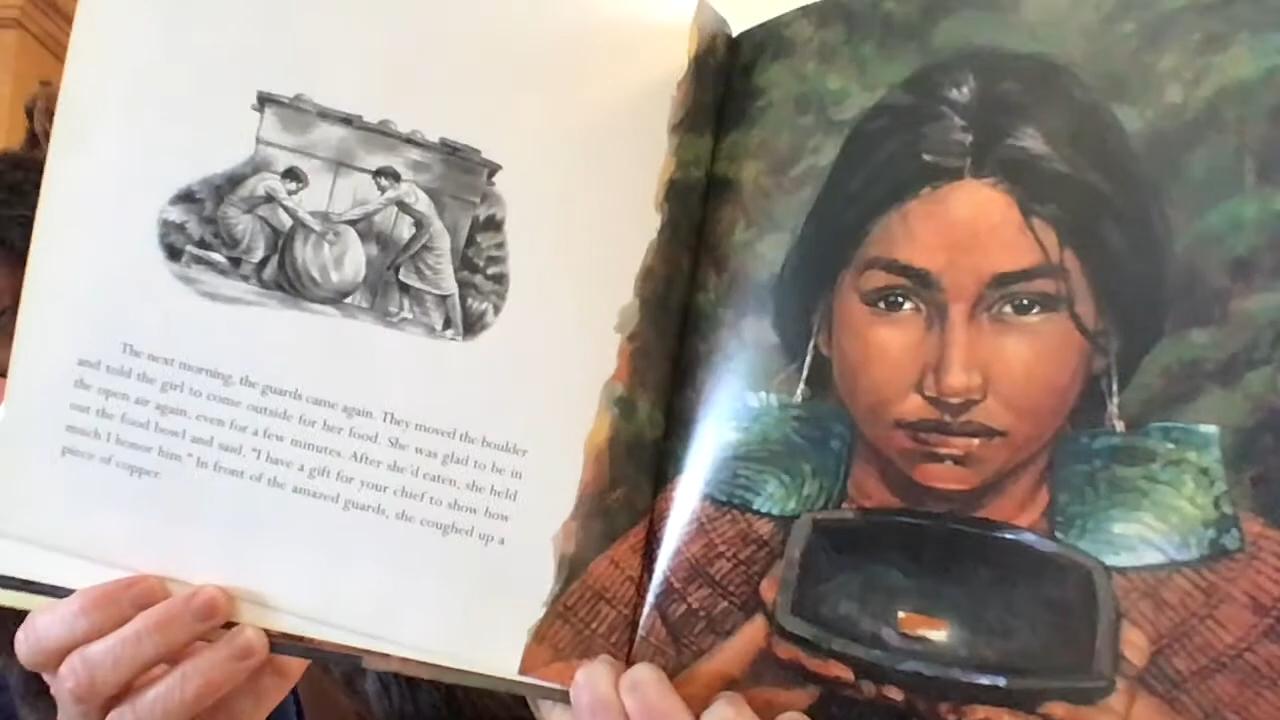 The next morning, the guards came again. They moved the boulder
and told the girl to come outside for her food. She was glad to be in
the open air again, even for a few minutes. After she'd eaten, she held
out the food bowl and said, "I have a gift for your chief to show how
much I honor him." In front of the amazed guards, she coughed up a
piece of copper.